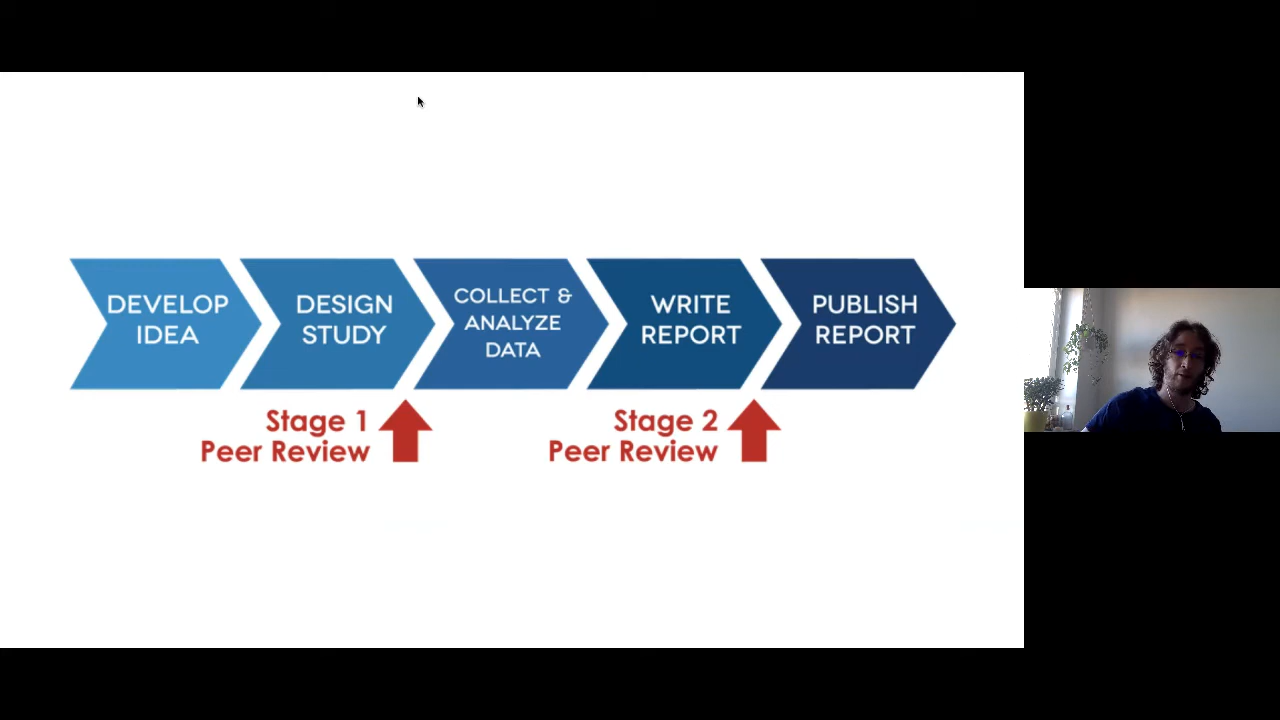 DEVELOP
IDEA
DESIGN
STUDY
COLLECT &
ANALYZE
DATA
WRITE
REPORT
PUBLISH
REPORT
Stage 1
Peer Review
Stage 2
Peer Review